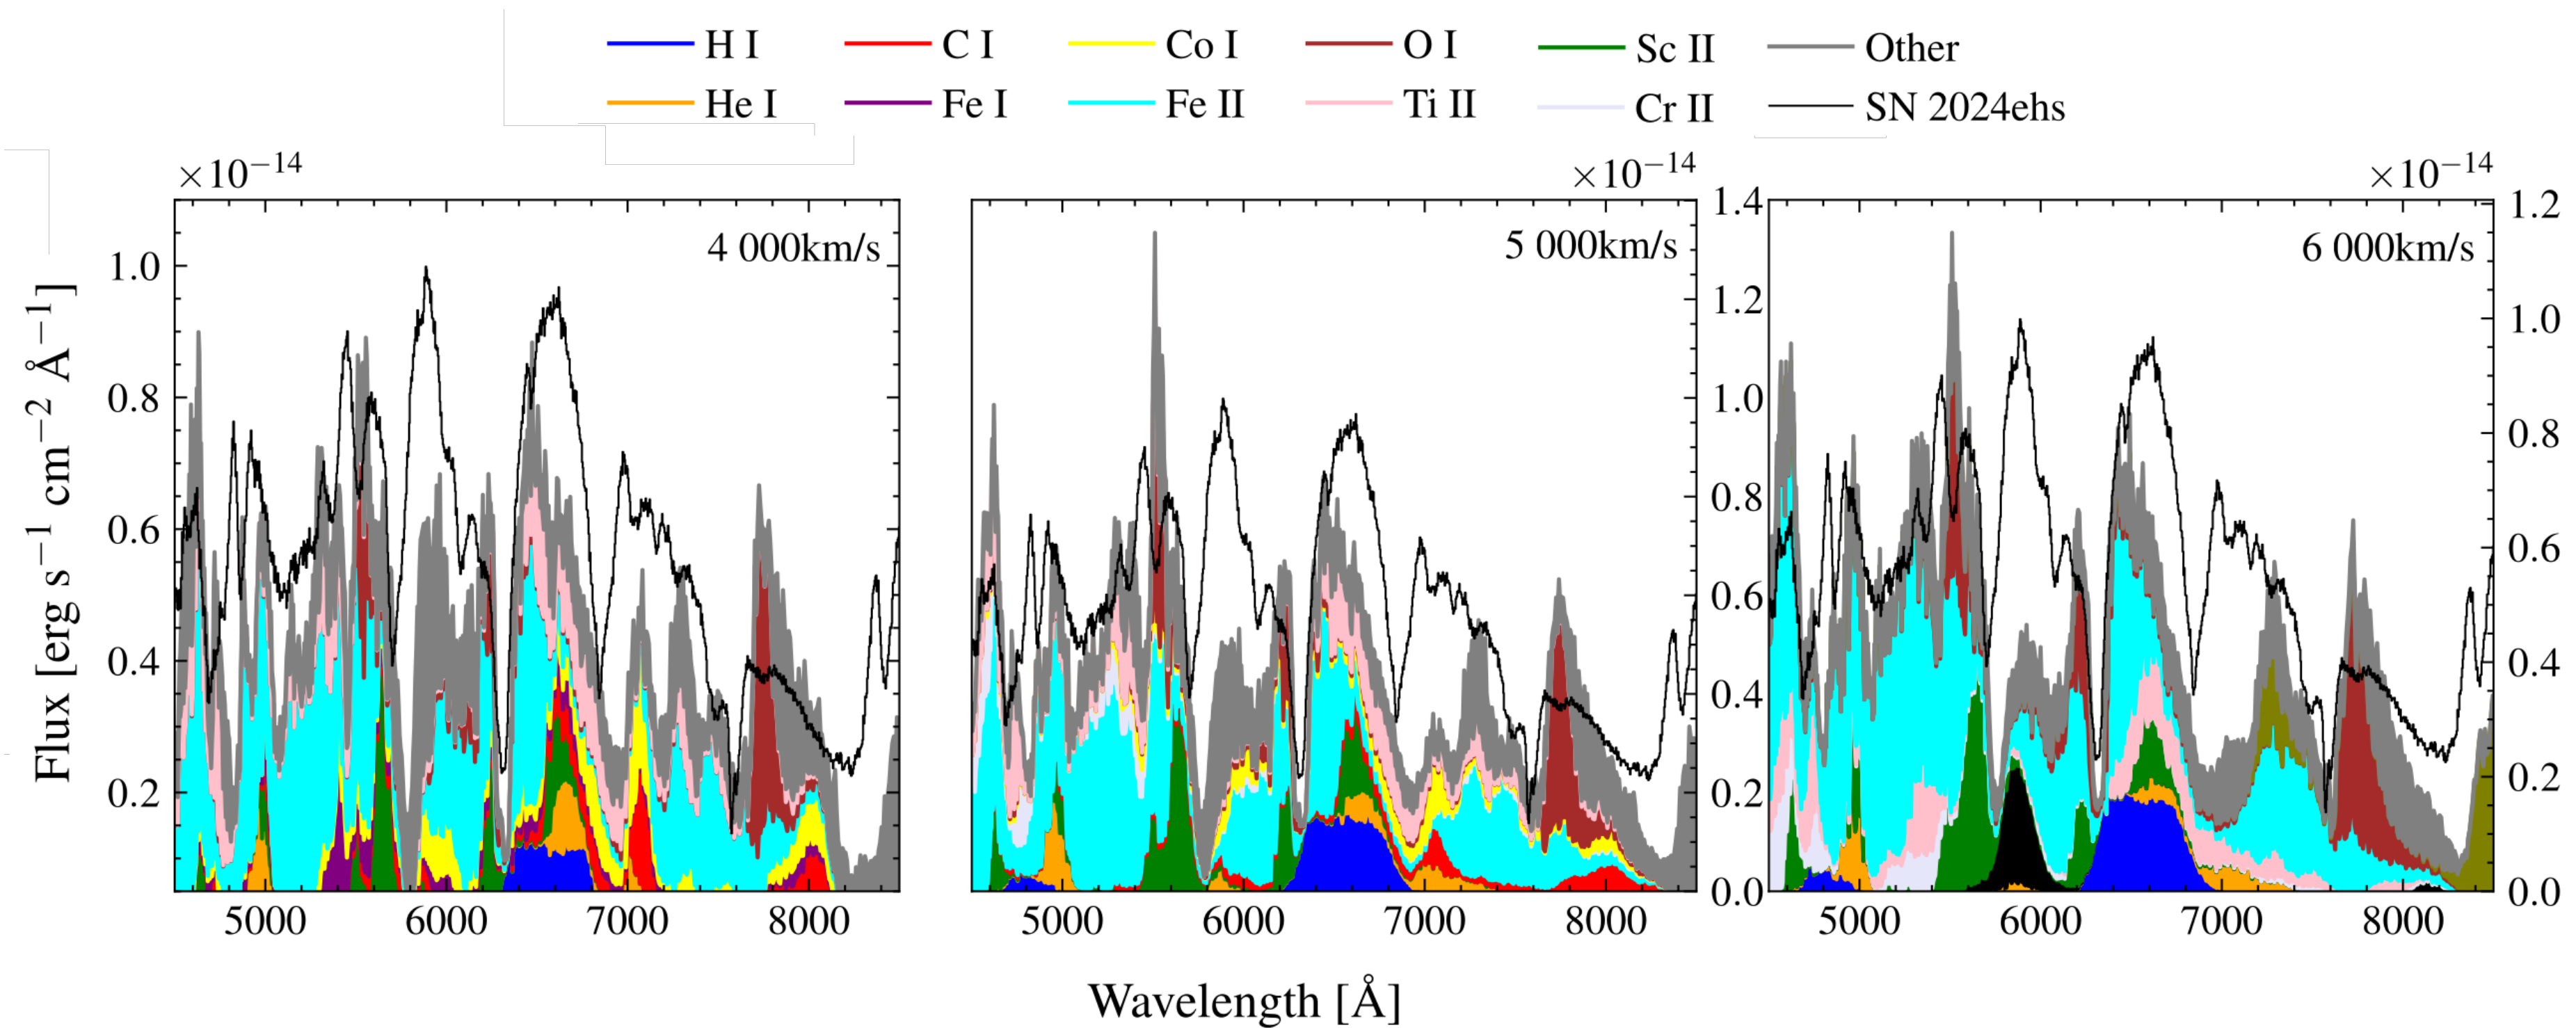 H I C I Co I O I Sc II Other
He I Fe I Fe II Ti II Cr II SN 2024ehs
×10⁻¹⁴ ×10⁻¹⁴ ×10⁻¹⁴
4 000km/s 5 000km/s 6 000km/s
Flux [erg s⁻¹ cm⁻² Å⁻¹]
1.0
0.8
0.6
0.4
0.2
1.4
1.2
1.0
0.8
0.6
0.4
0.2
0.0
1.2
1.0
0.8
0.6
0.4
0.2
0.0
5000 6000 7000 8000 5000 6000 7000 8000 5000 6000 7000 8000
Wavelength [Å]